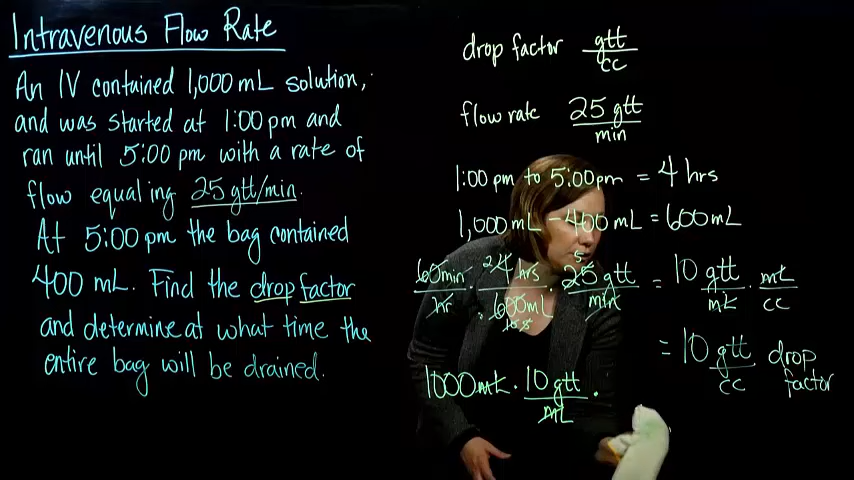 Intravenous Flow Rate
An IV contained 1,000 mL solution,
and was started at 1:00 pm and
ran until 5:00 pm with a rate of
flow equaling 25 gtt/min.
At 5:00 pm the bag contained
400 mL. Find the drop factor
and determine at what time the
entire bag will be drained.
drop factor gtt/cc
flow rate 25 gtt/min
1:00 pm to 5:00 pm = 4 hrs
1,000 mL - 400 mL = 600 mL
60 min/hr · 4 hrs/600 mL · 25 gtt/min = 10 gtt/mL · mL/cc
= 10 gtt/cc drop factor
1000 mL · 10 gtt/mL ·